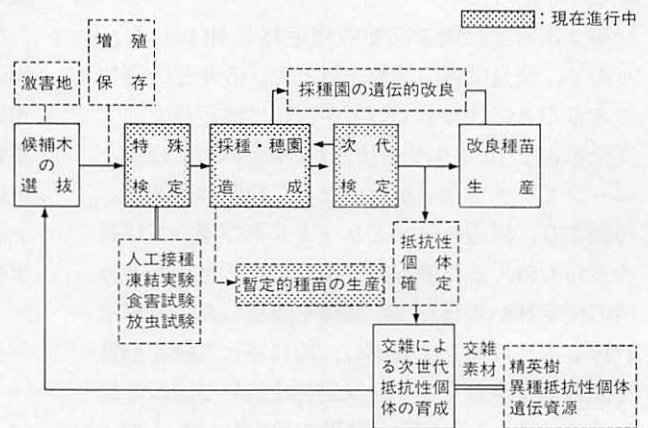 ：現在進行中
増殖
保存
激害地
採種園の遺伝的改良
候補木
の
選抜
特殊
検定
採種・穂園
造成
次代
検定
改良種苗
生産
人工接種
凍結実験
食害試験
放虫試験
暫定的種苗の生産
抵抗性
個体
確定
交雑によ
る次世代
抵抗性個
体の育成
交雑
素材
精英樹
異種抵抗性個体
遺伝資源